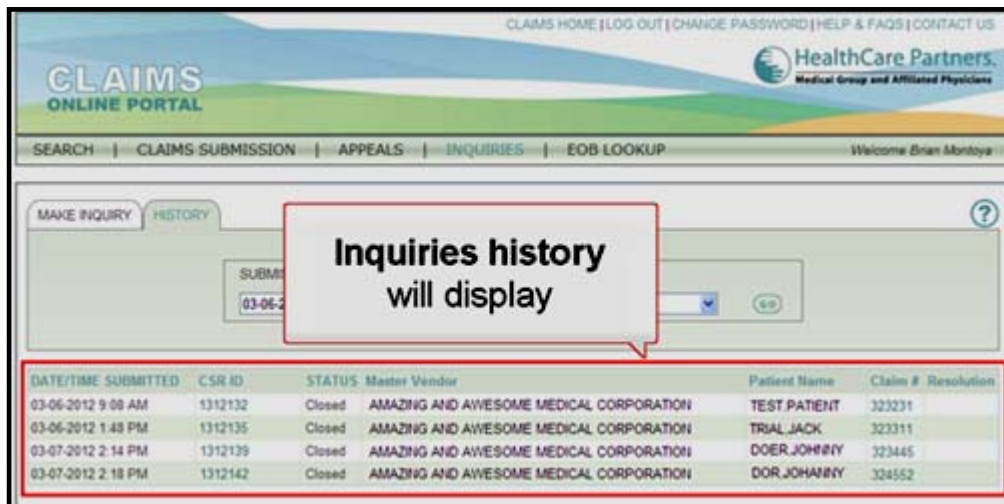 CLAIMS HOME | LOG OUT | CHANGE PASSWORD | HELP & FAQS | CONTACT US
CLAIMS
ONLINE PORTAL
HealthCare Partners.
Medical Group and Affiliated Physicians
SEARCH | CLAIMS SUBMISSION | APPEALS | INQUIRIES | EOB LOOKUP
Welcome Brian Montoya
MAKE INQUIRY HISTORY ?
Inquiries history
will display
SUBMIS
03-06-2
GO
DATE/TIME SUBMITTED CSR ID STATUS Master Vendor Patient Name Claim # Resolution
03-06-2012 9:08 AM 1312132 Closed AMAZING AND AWESOME MEDICAL CORPORATION TEST.PATIENT 323231
03-06-2012 1:48 PM 1312135 Closed AMAZING AND AWESOME MEDICAL CORPORATION TRIAL.JACK 323311
03-07-2012 2:14 PM 1312139 Closed AMAZING AND AWESOME MEDICAL CORPORATION DOER.JOHNNY 323445
03-07-2012 2:18 PM 1312142 Closed AMAZING AND AWESOME MEDICAL CORPORATION DOR.JOHANNY 324552